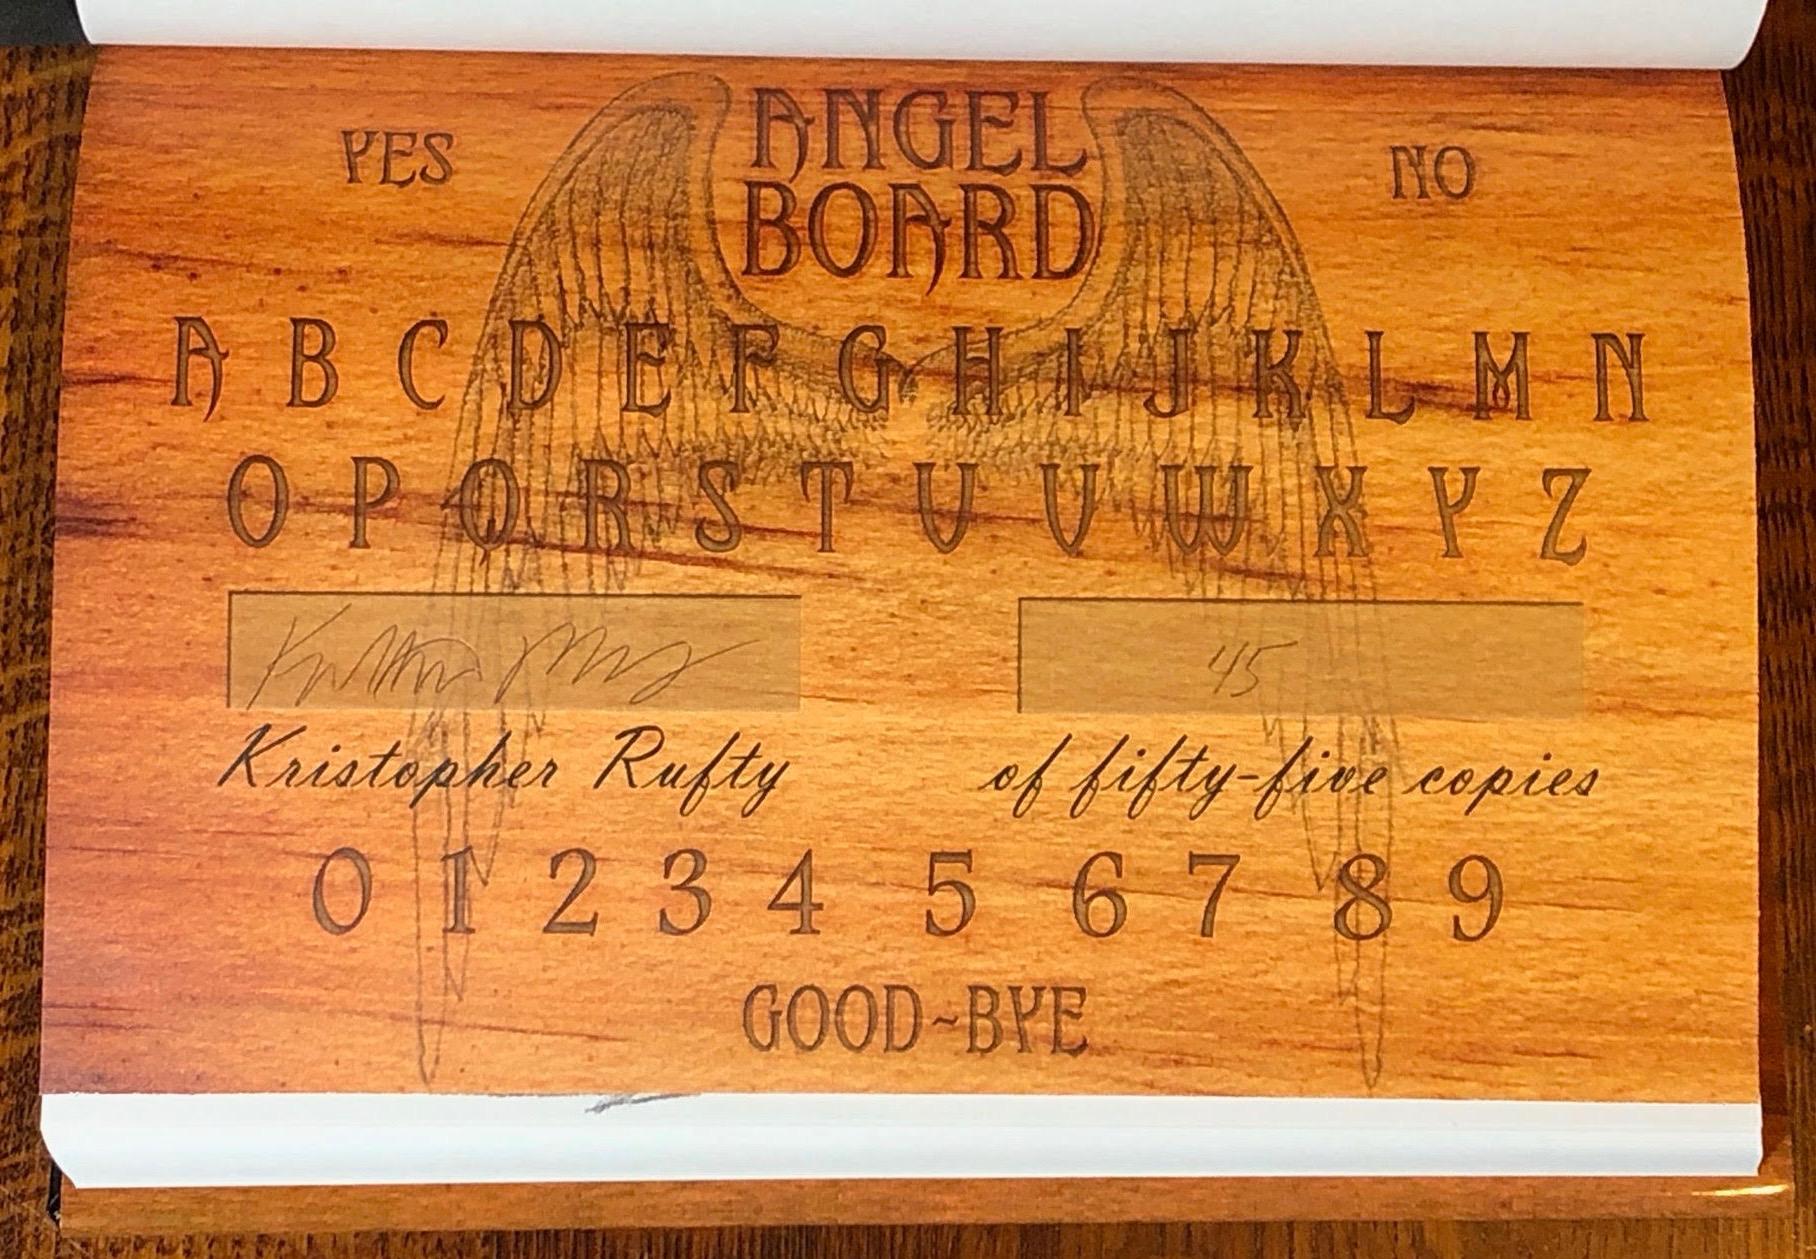 ANGEL
BOARD
YES
NO
A B C D E F G H I J K L M N
O P Q R S T U V W X Y Z
45
Kristopher Rufty
of fifty-five copies
0 1 2 3 4 5 6 7 8 9
GOOD-BYE